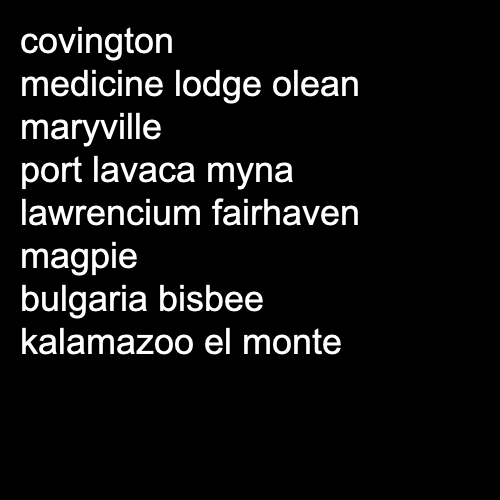 covington
medicine lodge olean
maryville
port lavaca myna
lawrencium fairhaven
magpie
bulgaria bisbee
kalamazoo el monte